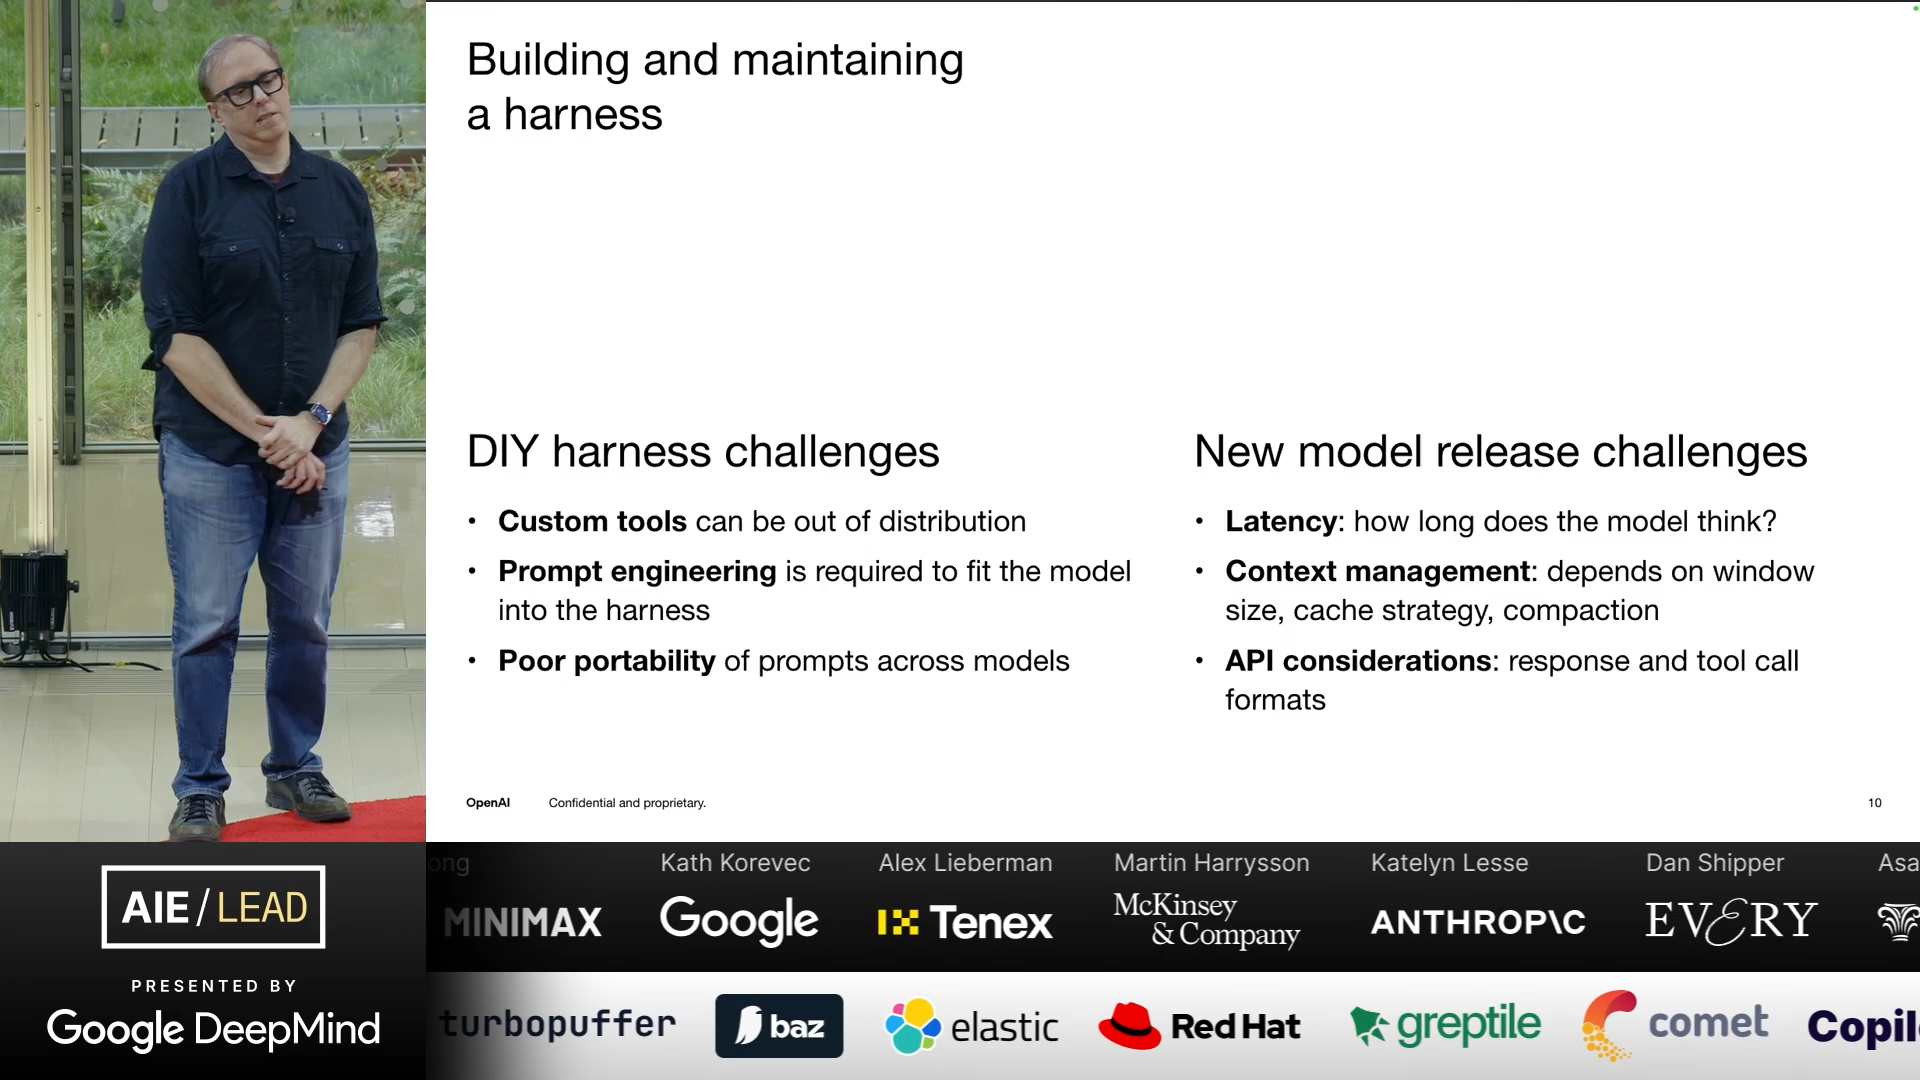 Building and maintaining
a harness
DIY harness challenges
• Custom tools can be out of distribution
• Prompt engineering is required to fit the model
into the harness
• Poor portability of prompts across models
New model release challenges
• Latency: how long does the model think?
• Context management: depends on window
size, cache strategy, compaction
• API considerations: response and tool call
formats
OpenAI Confidential and proprietary. 10
AIE/LEAD
PRESENTED BY
Google DeepMind
ong Kath Korevec Alex Lieberman Martin Harrysson Katelyn Lesse Dan Shipper Asa
MINIMAX Google Tenex McKinsey & Company ANTHROP\C EVERY
turbopuffer baz elastic Red Hat greptile comet Copil